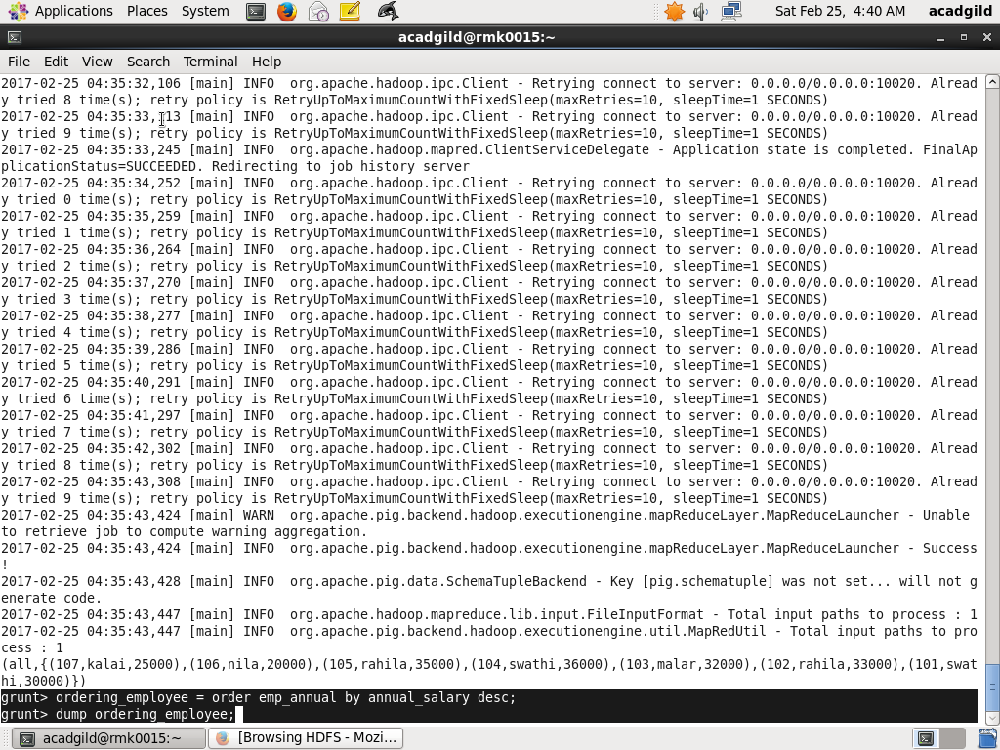 Applications Places System Sat Feb 25, 4:40 AM acadgild
acadgild@rmk0015:~
File Edit View Search Terminal Help
2017-02-25 04:35:32,106 [main] INFO  org.apache.hadoop.ipc.Client - Retrying connect to server: 0.0.0.0/0.0.0.0:10020. Alread
y tried 8 time(s); retry policy is RetryUpToMaximumCountWithFixedSleep(maxRetries=10, sleepTime=1 SECONDS)
2017-02-25 04:35:33,113 [main] INFO  org.apache.hadoop.ipc.Client - Retrying connect to server: 0.0.0.0/0.0.0.0:10020. Alread
y tried 9 time(s); retry policy is RetryUpToMaximumCountWithFixedSleep(maxRetries=10, sleepTime=1 SECONDS)
2017-02-25 04:35:33,245 [main] INFO  org.apache.hadoop.mapred.ClientServiceDelegate - Application state is completed. FinalAp
plicationStatus=SUCCEEDED. Redirecting to job history server
2017-02-25 04:35:34,252 [main] INFO  org.apache.hadoop.ipc.Client - Retrying connect to server: 0.0.0.0/0.0.0.0:10020. Alread
y tried 0 time(s); retry policy is RetryUpToMaximumCountWithFixedSleep(maxRetries=10, sleepTime=1 SECONDS)
2017-02-25 04:35:35,259 [main] INFO  org.apache.hadoop.ipc.Client - Retrying connect to server: 0.0.0.0/0.0.0.0:10020. Alread
y tried 1 time(s); retry policy is RetryUpToMaximumCountWithFixedSleep(maxRetries=10, sleepTime=1 SECONDS)
2017-02-25 04:35:36,264 [main] INFO  org.apache.hadoop.ipc.Client - Retrying connect to server: 0.0.0.0/0.0.0.0:10020. Alread
y tried 2 time(s); retry policy is RetryUpToMaximumCountWithFixedSleep(maxRetries=10, sleepTime=1 SECONDS)
2017-02-25 04:35:37,270 [main] INFO  org.apache.hadoop.ipc.Client - Retrying connect to server: 0.0.0.0/0.0.0.0:10020. Alread
y tried 3 time(s); retry policy is RetryUpToMaximumCountWithFixedSleep(maxRetries=10, sleepTime=1 SECONDS)
2017-02-25 04:35:38,277 [main] INFO  org.apache.hadoop.ipc.Client - Retrying connect to server: 0.0.0.0/0.0.0.0:10020. Alread
y tried 4 time(s); retry policy is RetryUpToMaximumCountWithFixedSleep(maxRetries=10, sleepTime=1 SECONDS)
2017-02-25 04:35:39,286 [main] INFO  org.apache.hadoop.ipc.Client - Retrying connect to server: 0.0.0.0/0.0.0.0:10020. Alread
y tried 5 time(s); retry policy is RetryUpToMaximumCountWithFixedSleep(maxRetries=10, sleepTime=1 SECONDS)
2017-02-25 04:35:40,291 [main] INFO  org.apache.hadoop.ipc.Client - Retrying connect to server: 0.0.0.0/0.0.0.0:10020. Alread
y tried 6 time(s); retry policy is RetryUpToMaximumCountWithFixedSleep(maxRetries=10, sleepTime=1 SECONDS)
2017-02-25 04:35:41,297 [main] INFO  org.apache.hadoop.ipc.Client - Retrying connect to server: 0.0.0.0/0.0.0.0:10020. Alread
y tried 7 time(s); retry policy is RetryUpToMaximumCountWithFixedSleep(maxRetries=10, sleepTime=1 SECONDS)
2017-02-25 04:35:42,302 [main] INFO  org.apache.hadoop.ipc.Client - Retrying connect to server: 0.0.0.0/0.0.0.0:10020. Alread
y tried 8 time(s); retry policy is RetryUpToMaximumCountWithFixedSleep(maxRetries=10, sleepTime=1 SECONDS)
2017-02-25 04:35:43,308 [main] INFO  org.apache.hadoop.ipc.Client - Retrying connect to server: 0.0.0.0/0.0.0.0:10020. Alread
y tried 9 time(s); retry policy is RetryUpToMaximumCountWithFixedSleep(maxRetries=10, sleepTime=1 SECONDS)
2017-02-25 04:35:43,424 [main] WARN  org.apache.pig.backend.hadoop.executionengine.mapReduceLayer.MapReduceLauncher - Unable
to retrieve job to compute warning aggregation.
2017-02-25 04:35:43,424 [main] INFO  org.apache.pig.backend.hadoop.executionengine.mapReduceLayer.MapReduceLauncher - Success
!
2017-02-25 04:35:43,428 [main] INFO  org.apache.pig.data.SchemaTupleBackend - Key [pig.schematuple] was not set... will not g
enerate code.
2017-02-25 04:35:43,447 [main] INFO  org.apache.hadoop.mapreduce.lib.input.FileInputFormat - Total input paths to process : 1
2017-02-25 04:35:43,447 [main] INFO  org.apache.pig.backend.hadoop.executionengine.util.MapRedUtil - Total input paths to pro
cess : 1
(all,{(107,kalai,25000),(106,nila,20000),(105,rahila,35000),(104,swathi,36000),(103,malar,32000),(102,rahila,33000),(101,swat
hi,30000)})
grunt> ordering_employee = order emp_annual by annual_salary desc;
grunt> dump ordering_employee;
acadgild@rmk0015:~ [Browsing HDFS - Mozi...